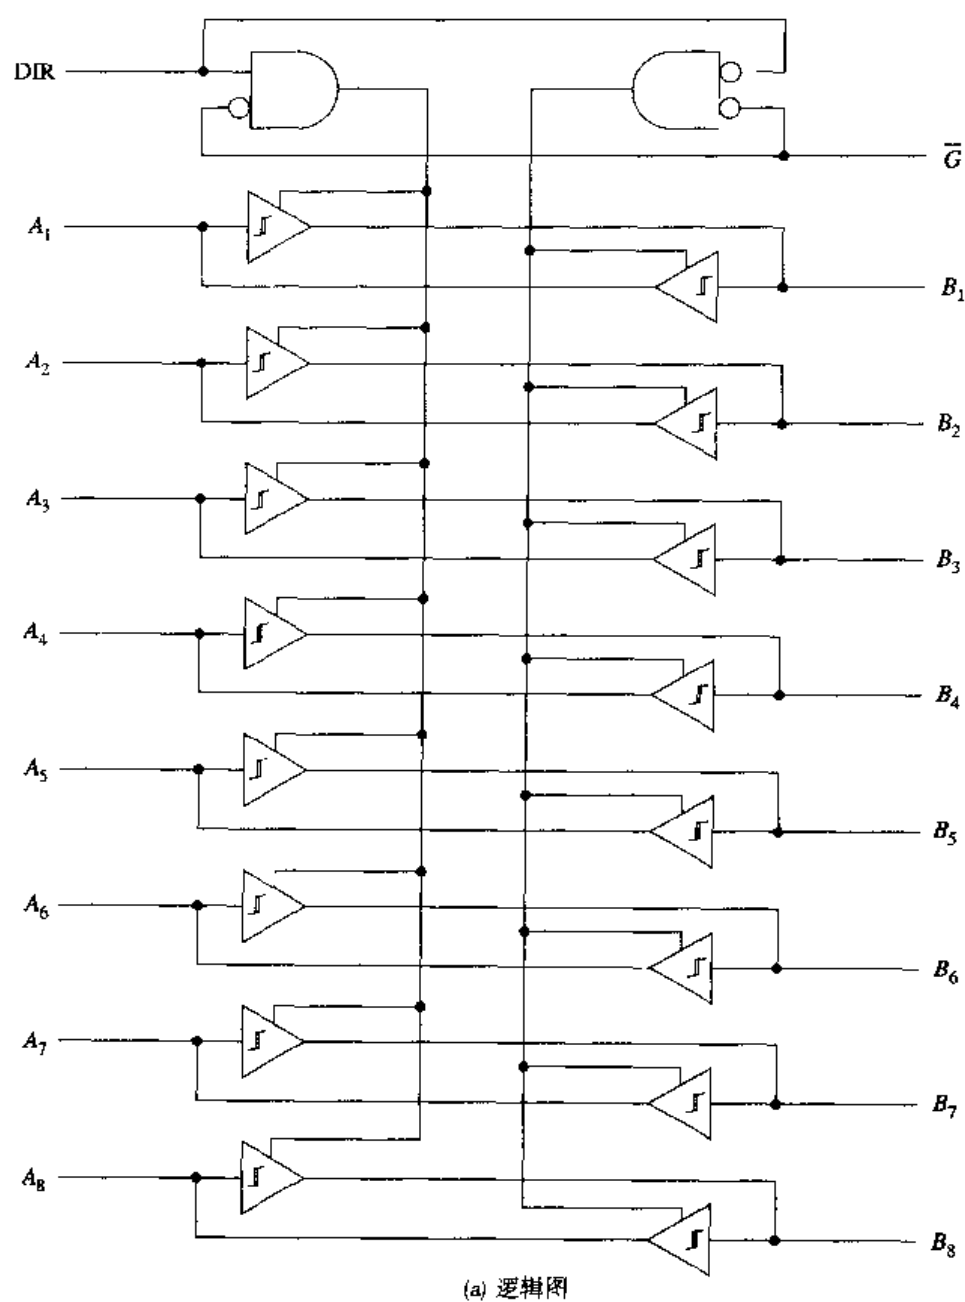 DIR
G̅
A₁
B₁
A₂
B₂
A₃
B₃
A₄
B₄
A₅
B₅
A₆
B₆
A₇
B₇
A₈
B₈
(a) 逻辑图